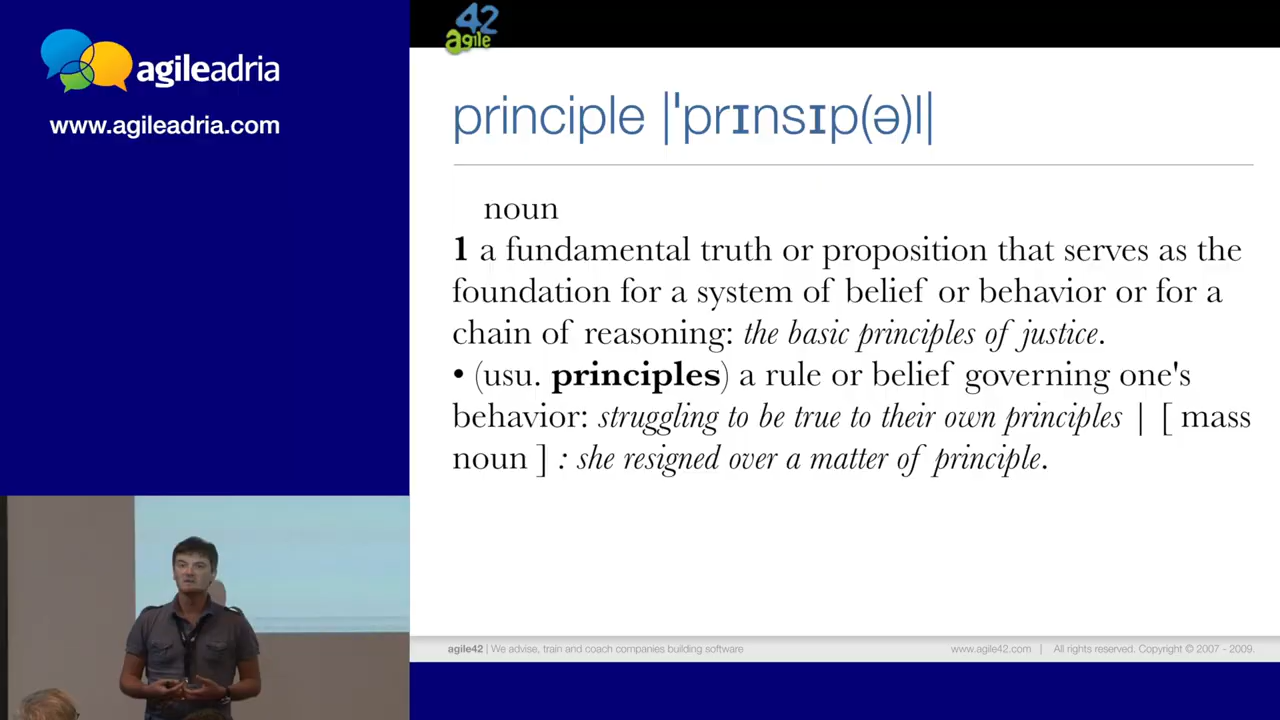 agileadria
www.agileadria.com
agile 42
principle |ˈprɪnsɪp(ə)l|
noun
1 a fundamental truth or proposition that serves as the
foundation for a system of belief or behavior or for a
chain of reasoning: the basic principles of justice.
• (usu. principles) a rule or belief governing one's
behavior: struggling to be true to their own principles | [ mass
noun ] : she resigned over a matter of principle.
agile42 | We advise, train and coach companies building software
www.agile42.com | All rights reserved. Copyright © 2007 - 2009.